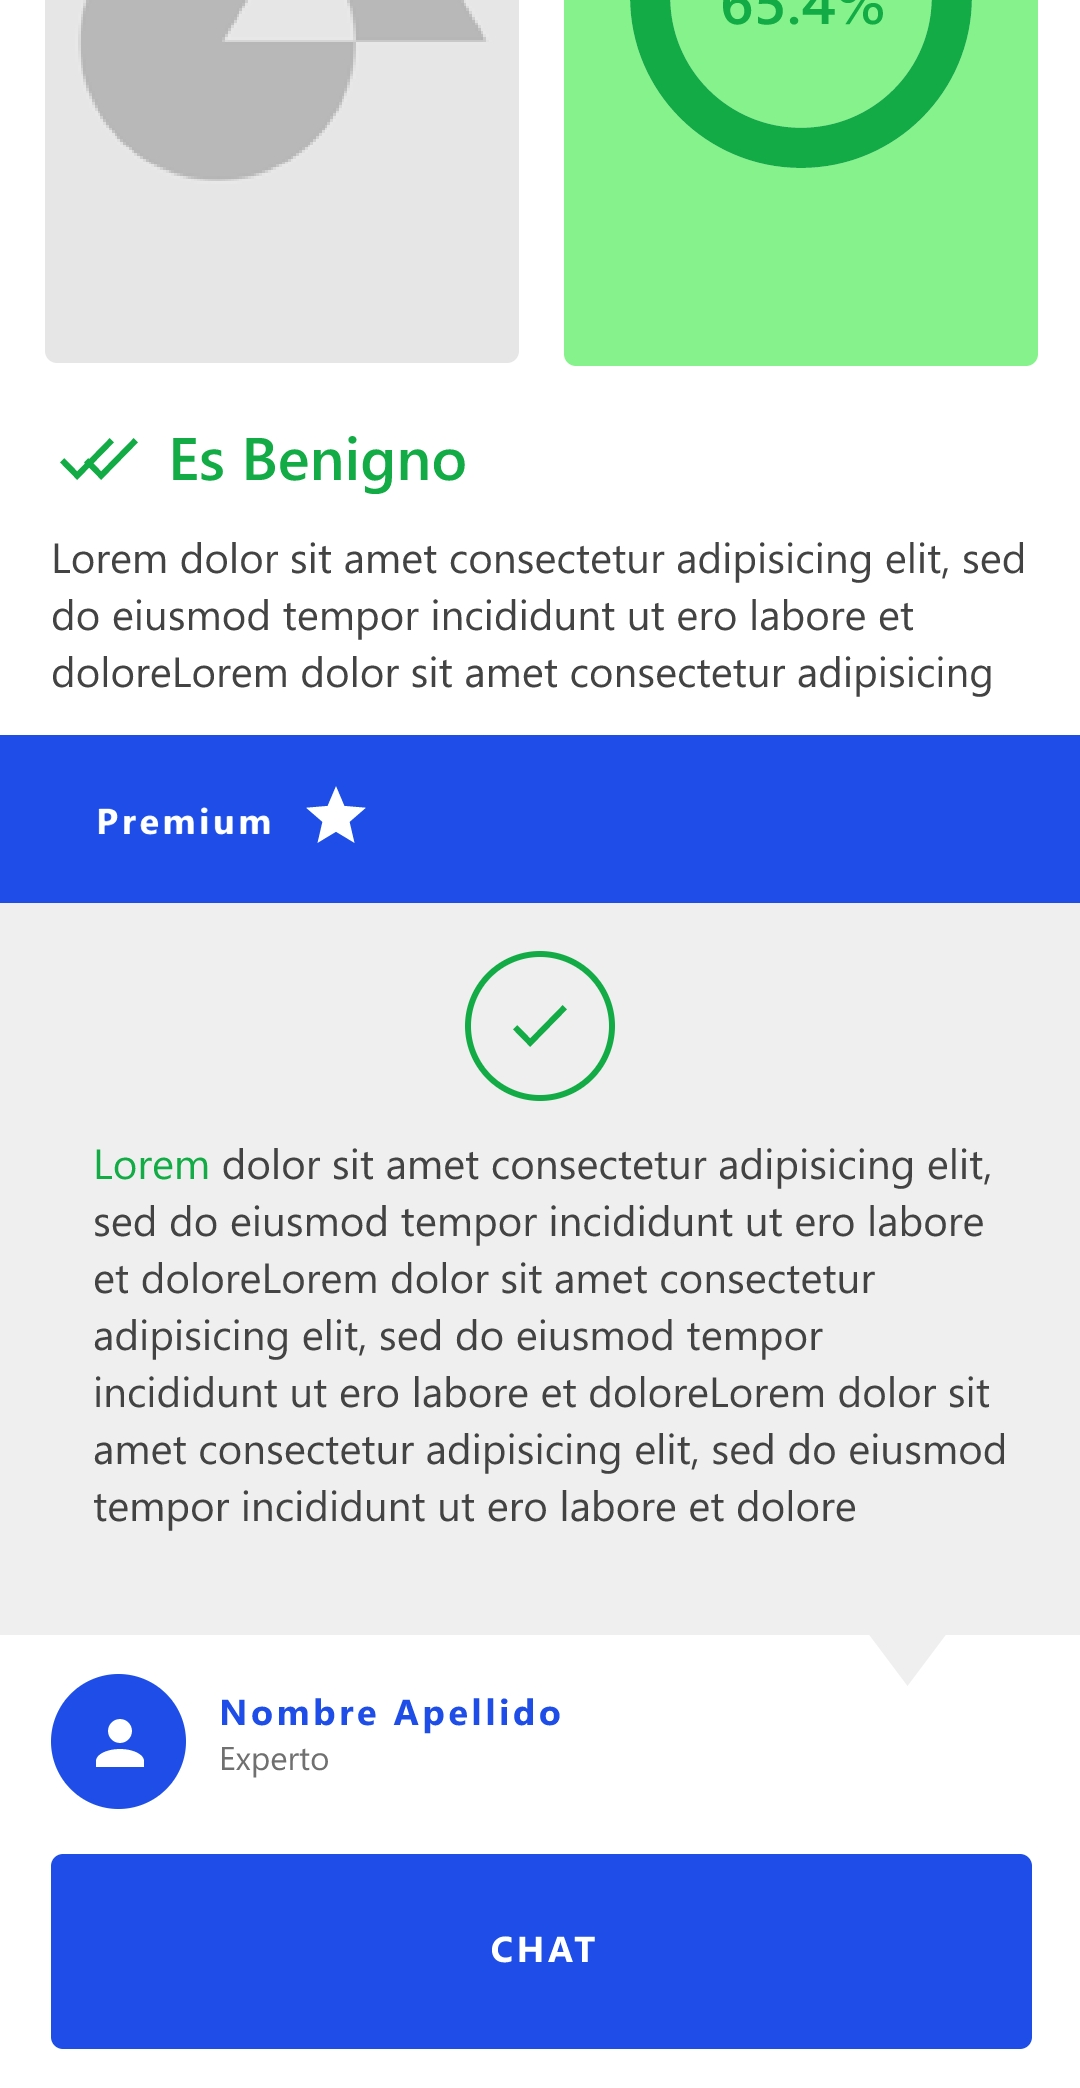 65.4%
Es Benigno
Lorem dolor sit amet consectetur adipisicing elit, sed
do eiusmod tempor incididunt ut ero labore et
doloreLorem dolor sit amet consectetur adipisicing
Premium
Lorem dolor sit amet consectetur adipisicing elit,
sed do eiusmod tempor incididunt ut ero labore
et doloreLorem dolor sit amet consectetur
adipisicing elit, sed do eiusmod tempor
incididunt ut ero labore et doloreLorem dolor sit
amet consectetur adipisicing elit, sed do eiusmod
tempor incididunt ut ero labore et dolore
Nombre Apellido
Experto
CHAT